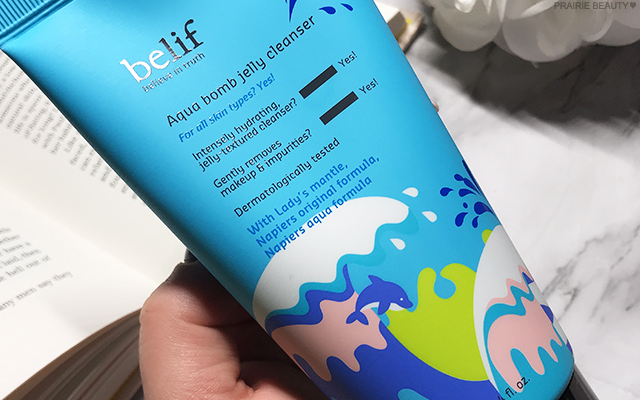 PRAIRIE BEAUTY
belif
Believe in truth
Aqua bomb jelly cleanser
For all skin types? Yes!
Intensely hydrating,
jelly-textured cleanser? Yes!
Gently removes
makeup & impurities? Yes!
Dermatologically tested
With Lady's mantle,
Napiers original formula,
Napiers aqua formula
fl. oz.